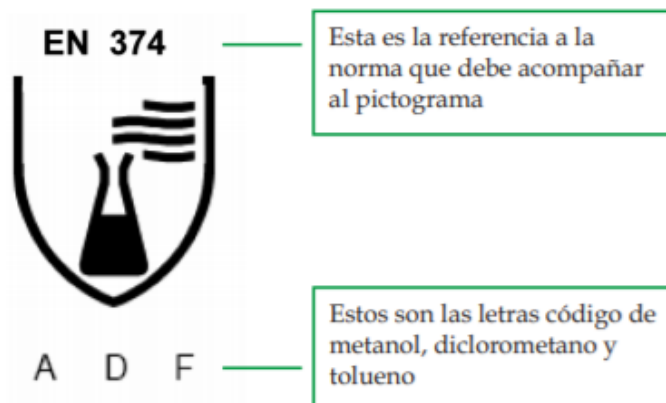 EN 374
Esta es la referencia a la
norma que debe acompañar
al pictograma
Estos son las letras código de
metanol, diclorometano y
tolueno
A D F